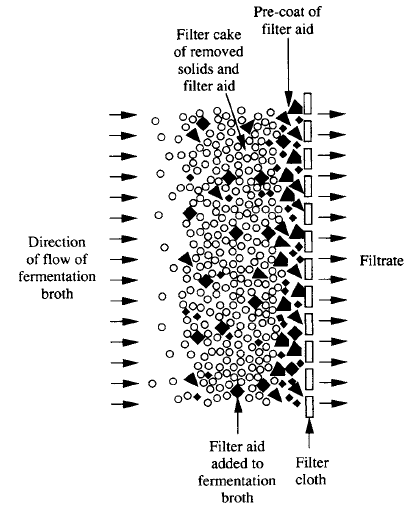 Pre-coat of
filter aid
Filter cake
of removed
solids and
filter aid
Direction
of flow of
fermentation
broth
Filtrate
Filter aid
added to
fermentation
broth
Filter
cloth